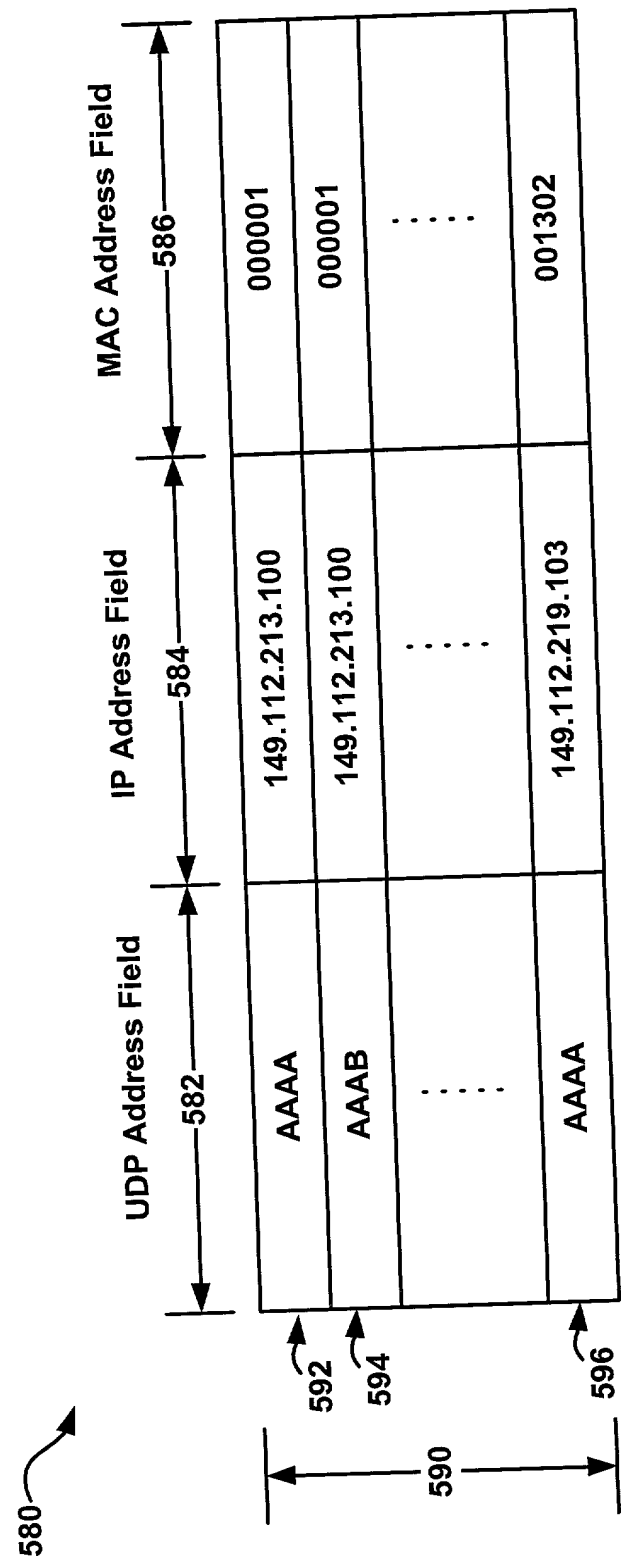 580
UDP Address Field
IP Address Field
MAC Address Field
582
584
586
590
592
AAAA
149.112.213.100
000001
594
AAAB
149.112.213.100
000001
.....
.....
.....
596
AAAA
149.112.219.103
001302